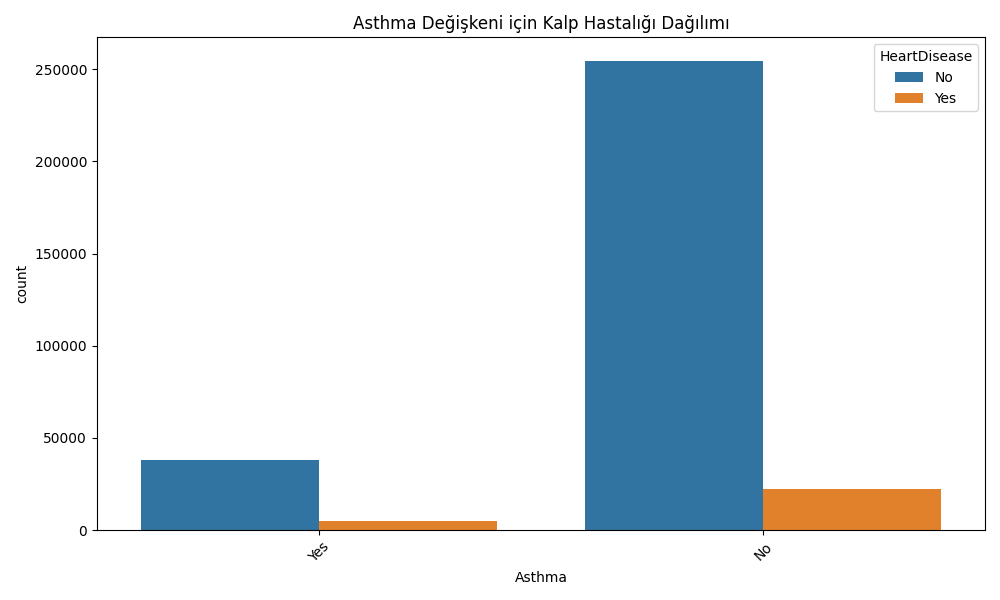 Asthma Değişkeni için Kalp Hastalığı Dağılımı
HeartDisease
No
Yes
250000
200000
150000
100000
50000
0
count
Yes
No
Asthma